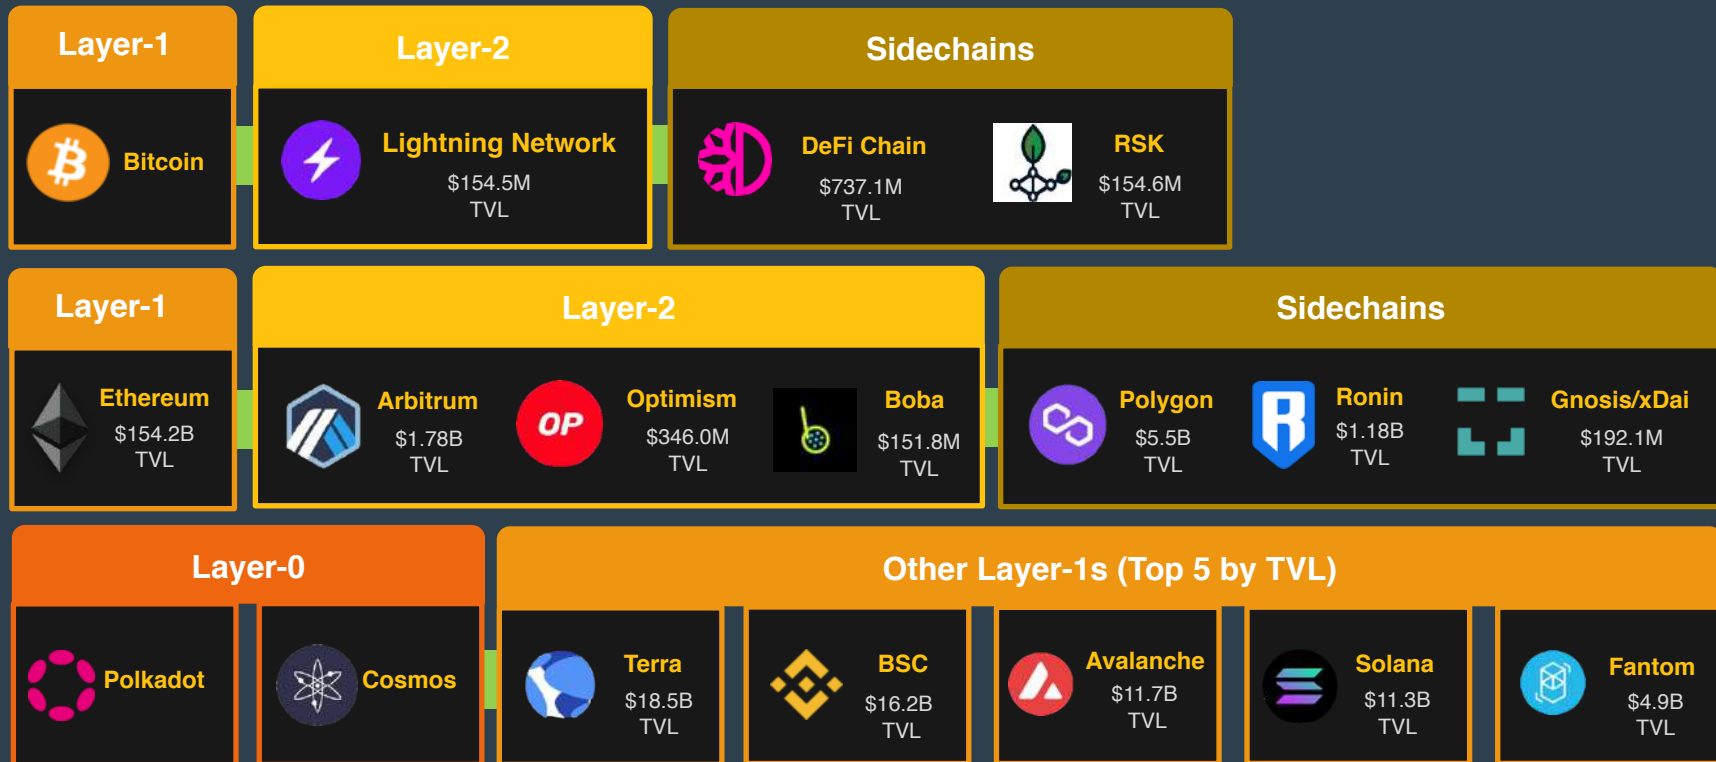 Layer-1
Layer-2
Sidechains
Bitcoin
Lightning Network
$154.5M
TVL
DeFi Chain
$737.1M
TVL
RSK
$154.6M
TVL
Layer-1
Layer-2
Sidechains
Ethereum
$154.2B
TVL
Arbitrum
$1.78B
TVL
OP
Optimism
$346.0M
TVL
Boba
$151.8M
TVL
Polygon
$5.5B
TVL
Ronin
$1.18B
TVL
Gnosis/xDai
$192.1M
TVL
Layer-0
Other Layer-1s (Top 5 by TVL)
Polkadot
Cosmos
Terra
$18.5B
TVL
BSC
$16.2B
TVL
Avalanche
$11.7B
TVL
Solana
$11.3B
TVL
Fantom
$4.9B
TVL